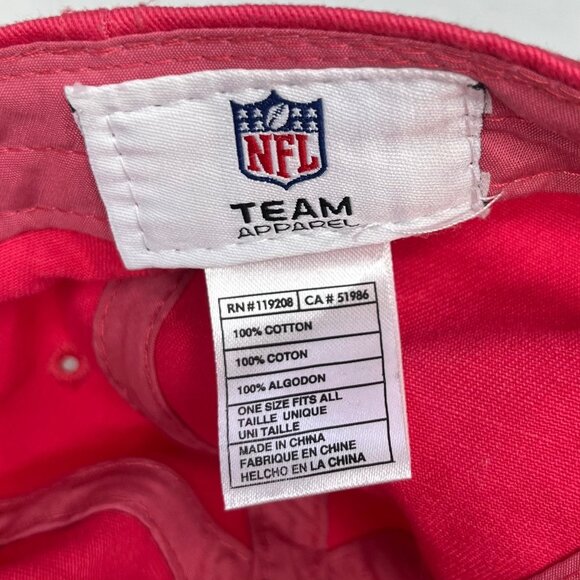 NFL
TEAM
APPAREL
RN # 119208 CA # 51986
100% COTTON
100% COTON
100% ALGODON
ONE SIZE FITS ALL
TAILLE UNIQUE
UNI TAILLE
MADE IN CHINA
FABRIQUE EN CHINE
HELCHO EN LA CHINA